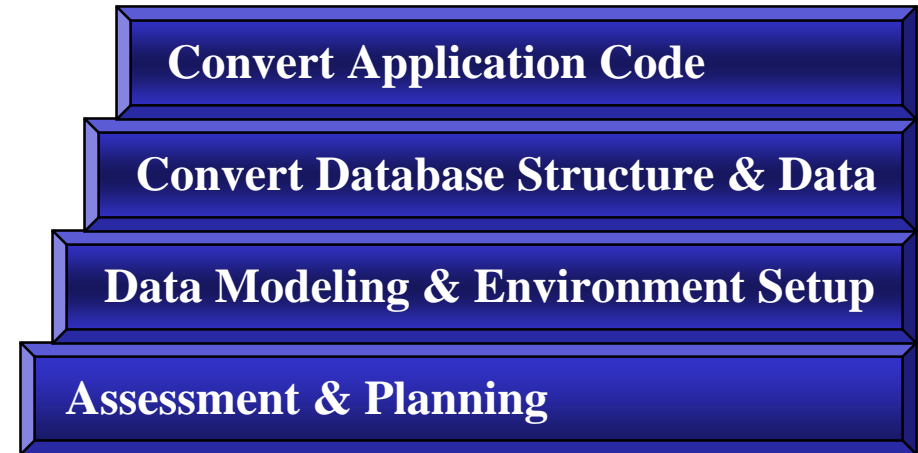 Convert Application Code
Convert Database Structure & Data
Data Modeling & Environment Setup
Assessment & Planning